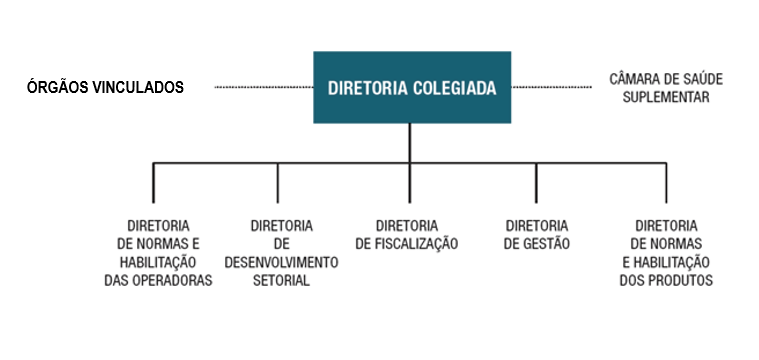 ÓRGÃOS VINCULADOS
DIRETORIA COLEGIADA
CÂMARA DE SAÚDE
SUPLEMENTAR
DIRETORIA
DE NORMAS E
HABILITAÇÃO
DAS OPERADORAS
DIRETORIA
DE
DESENVOLVIMENTO
SETORIAL
DIRETORIA
DE FISCALIZAÇÃO
DIRETORIA
DE GESTÃO
DIRETORIA
DE NORMAS
E HABILITAÇÃO
DOS PRODUTOS